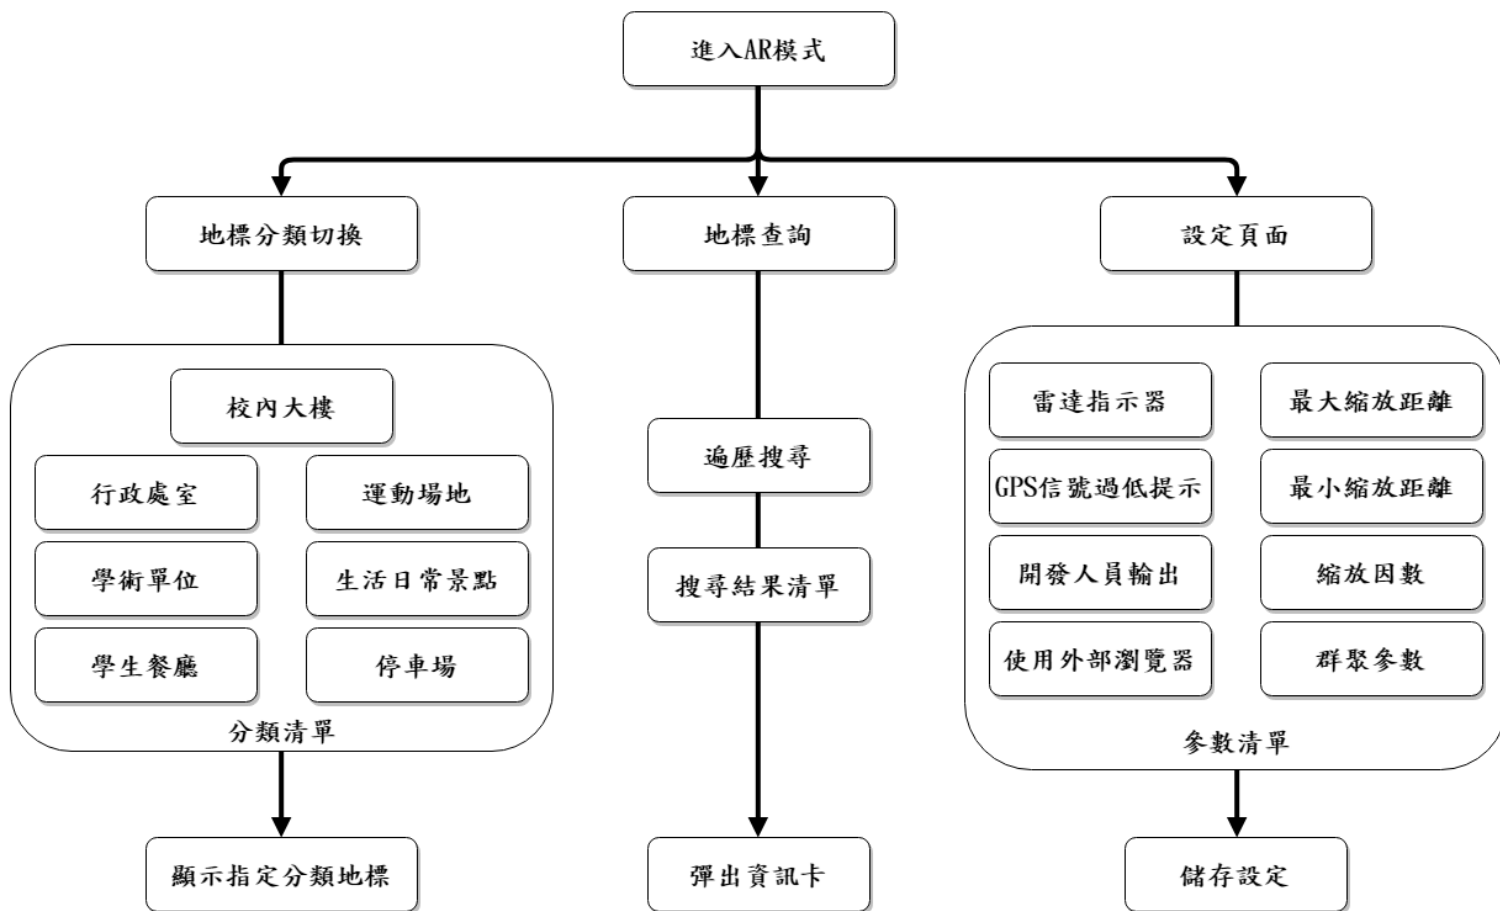 進入AR模式
地標分類切換
地標查詢
設定頁面
校內大樓
行政處室
運動場地
學術單位
生活日常景點
學生餐廳
停車場
分類清單
遍歷搜尋
搜尋結果清單
雷達指示器
最大縮放距離
GPS信號過低提示
最小縮放距離
開發人員輸出
縮放因數
使用外部瀏覽器
群聚參數
參數清單
顯示指定分類地標
彈出資訊卡
儲存設定